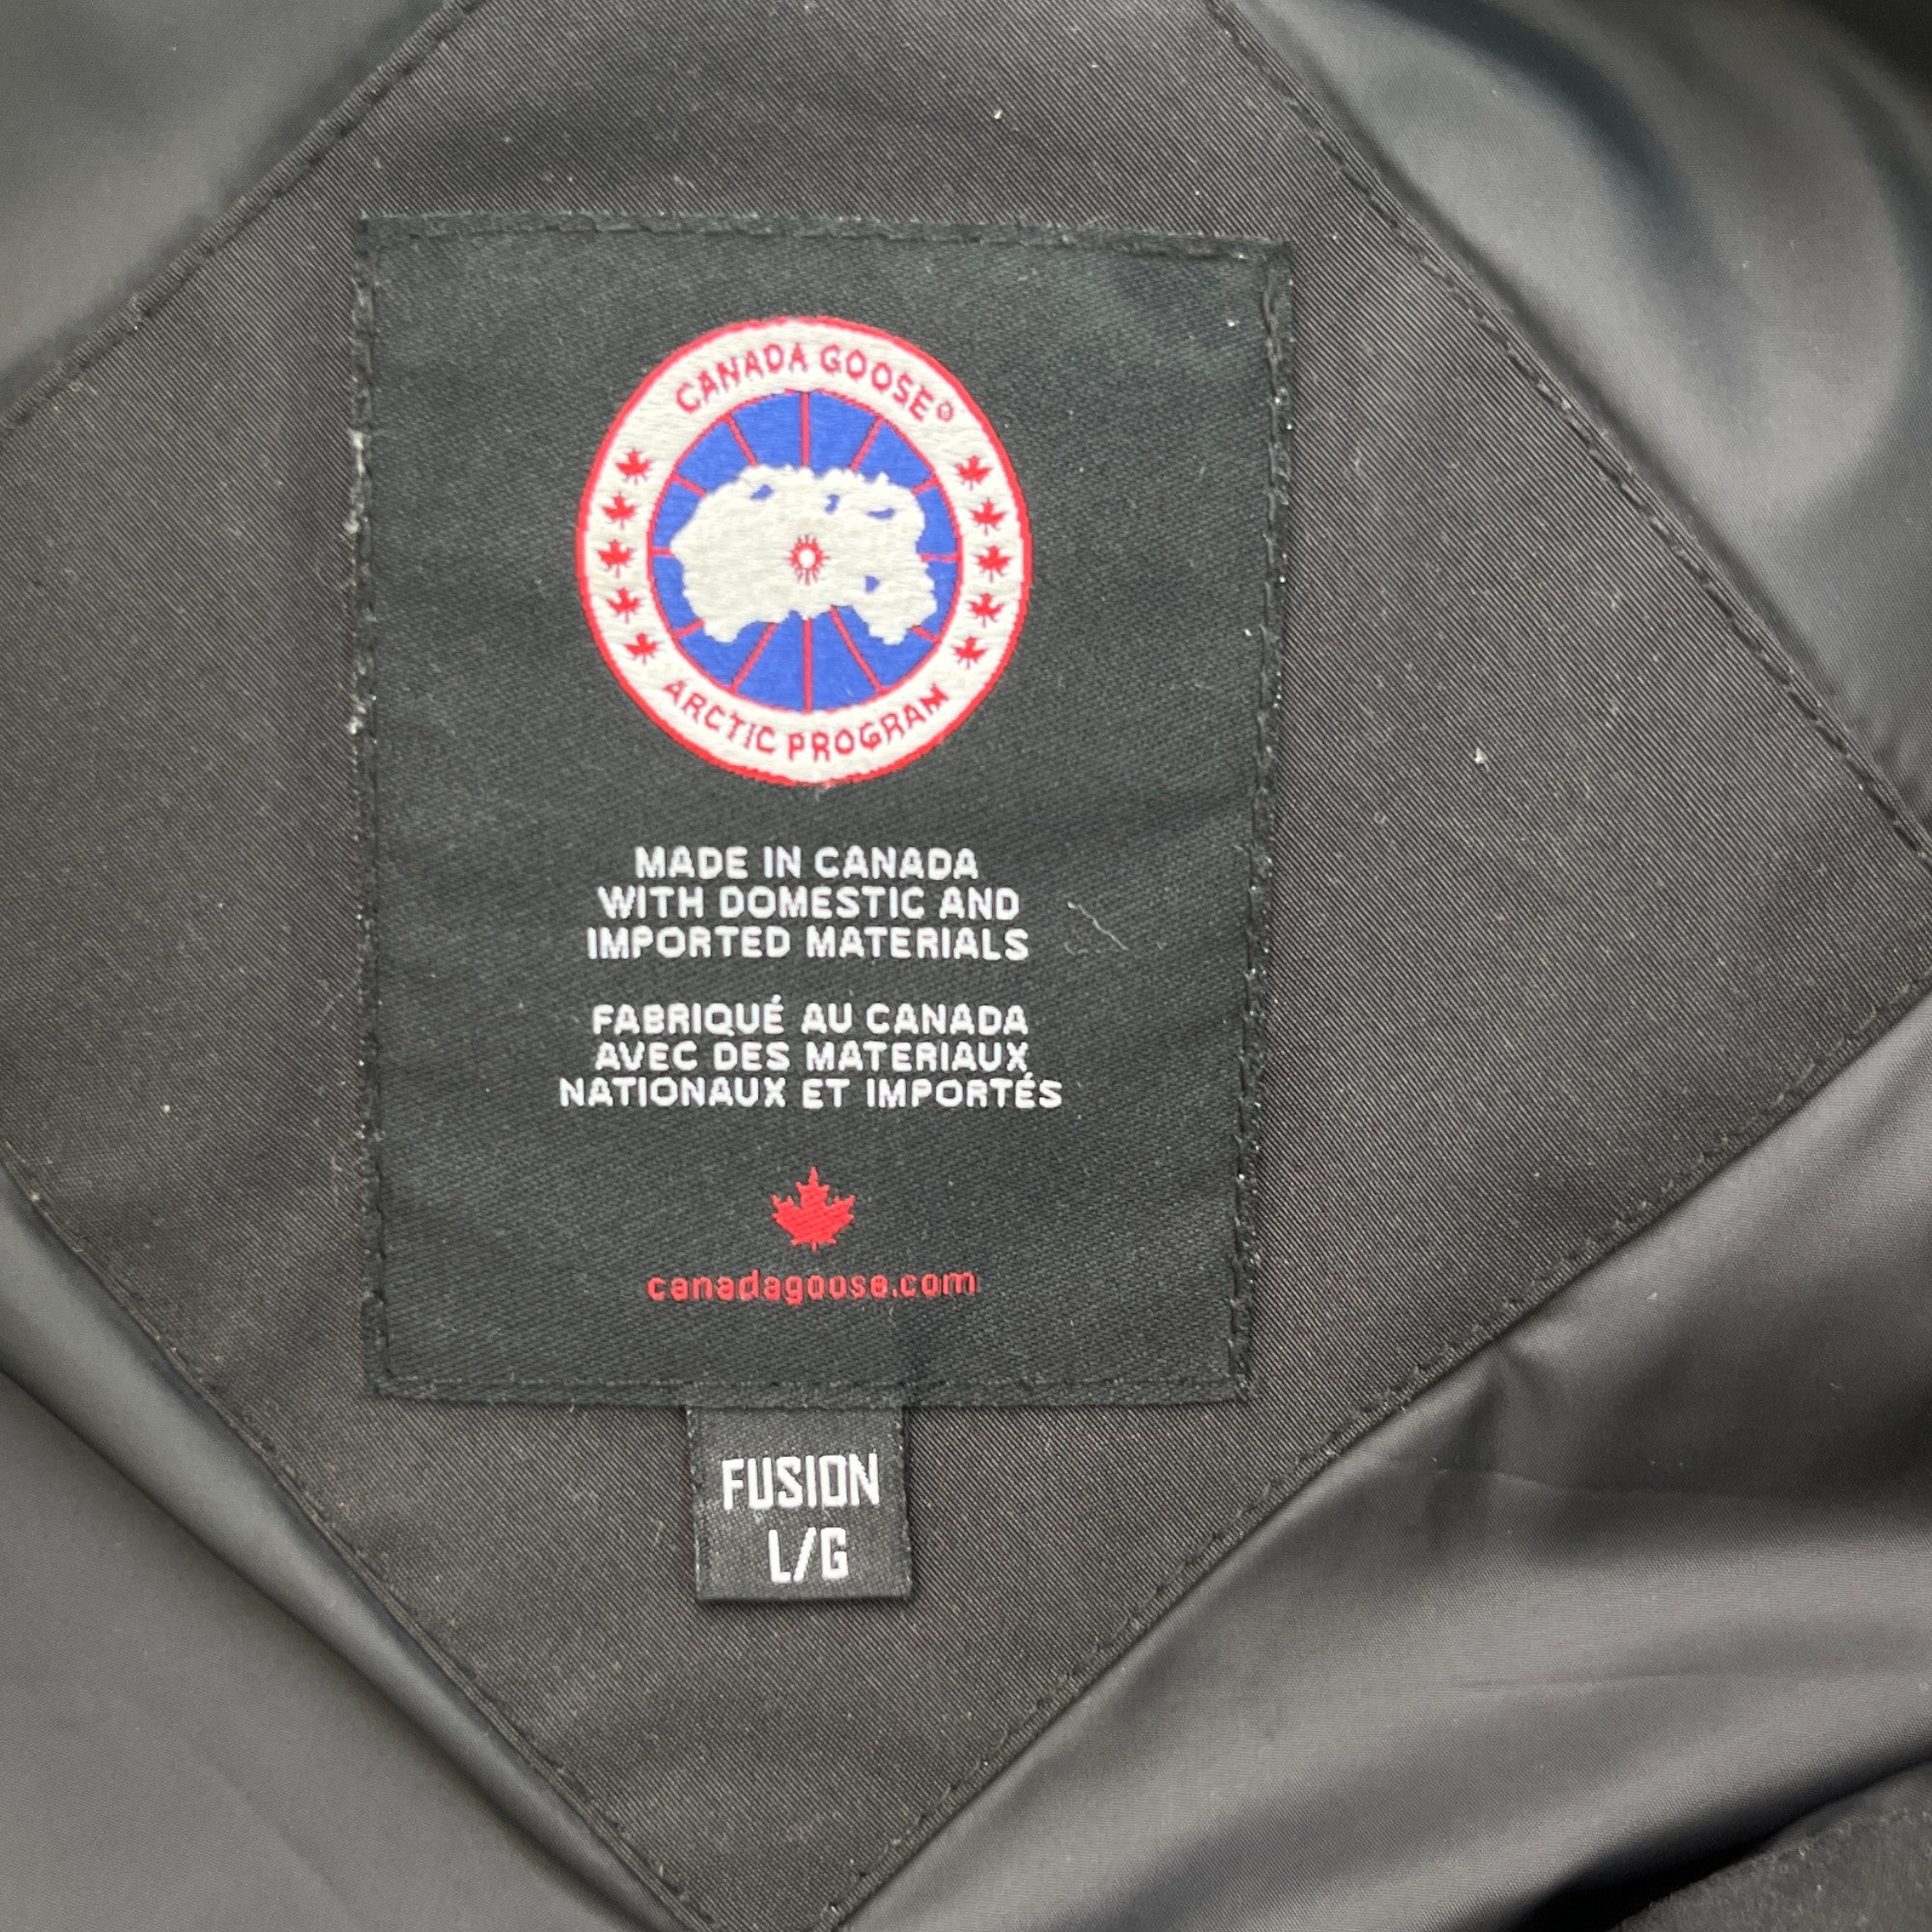 CANADA GOOSE®
ARCTIC PROGRAM
MADE IN CANADA
WITH DOMESTIC AND
IMPORTED MATERIALS
FABRIQUÉ AU CANADA
AVEC DES MATERIAUX
NATIONAUX ET IMPORTÉS
canadagoose.com
FUSION
L/G